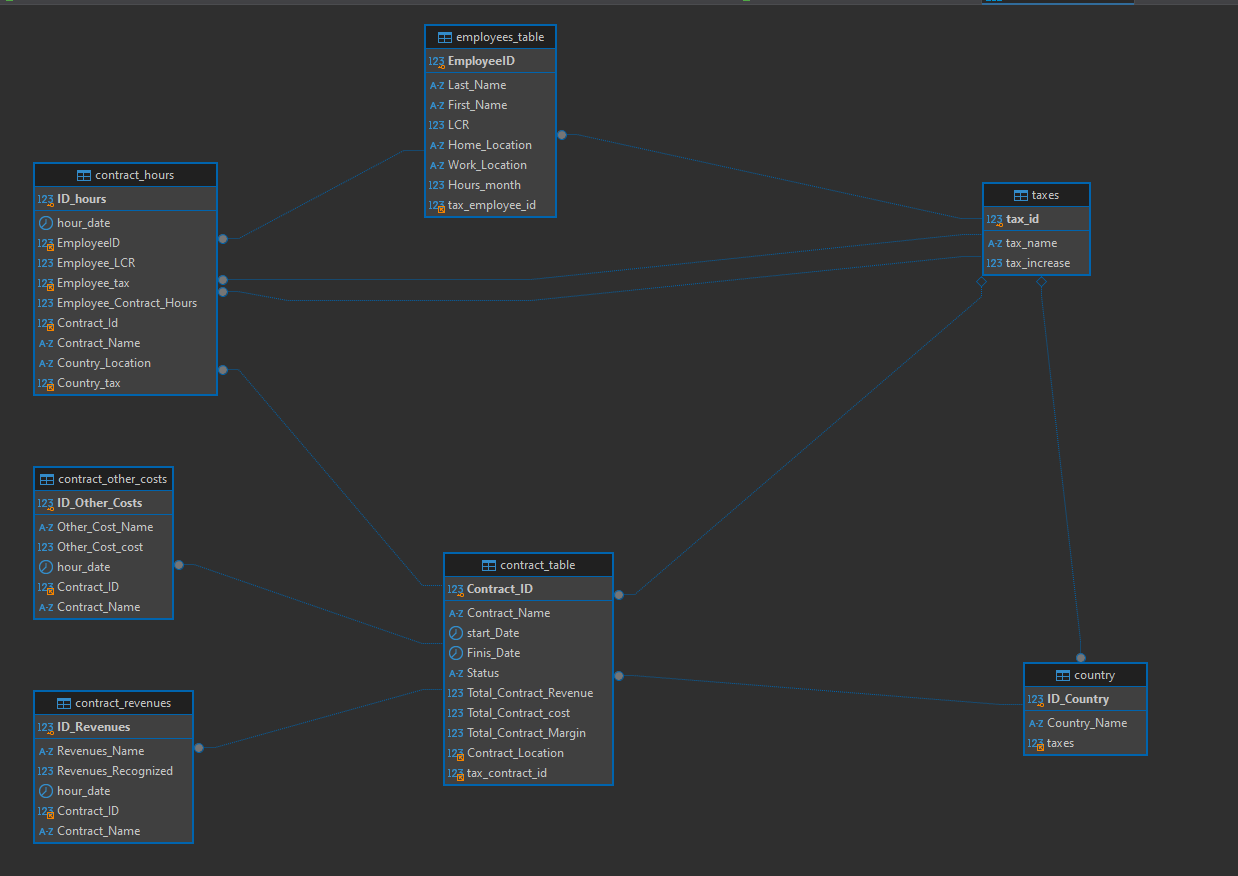 employees_table
123 EmployeeID
A-Z Last_Name
A-Z First_Name
123 LCR
A-Z Home_Location
A-Z Work_Location
123 Hours_month
123 tax_employee_id
contract_hours
123 ID_hours
hour_date
123 EmployeeID
123 Employee_LCR
123 Employee_tax
123 Employee_Contract_Hours
123 Contract_Id
A-Z Contract_Name
A-Z Country_Location
123 Country_tax
taxes
123 tax_id
A-Z tax_name
123 tax_increase
contract_other_costs
123 ID_Other_Costs
A-Z Other_Cost_Name
123 Other_Cost_cost
hour_date
123 Contract_ID
A-Z Contract_Name
contract_table
123 Contract_ID
A-Z Contract_Name
start_Date
Finis_Date
A-Z Status
123 Total_Contract_Revenue
123 Total_Contract_cost
123 Total_Contract_Margin
123 Contract_Location
123 tax_contract_id
country
123 ID_Country
A-Z Country_Name
123 taxes
contract_revenues
123 ID_Revenues
A-Z Revenues_Name
123 Revenues_Recognized
hour_date
123 Contract_ID
A-Z Contract_Name